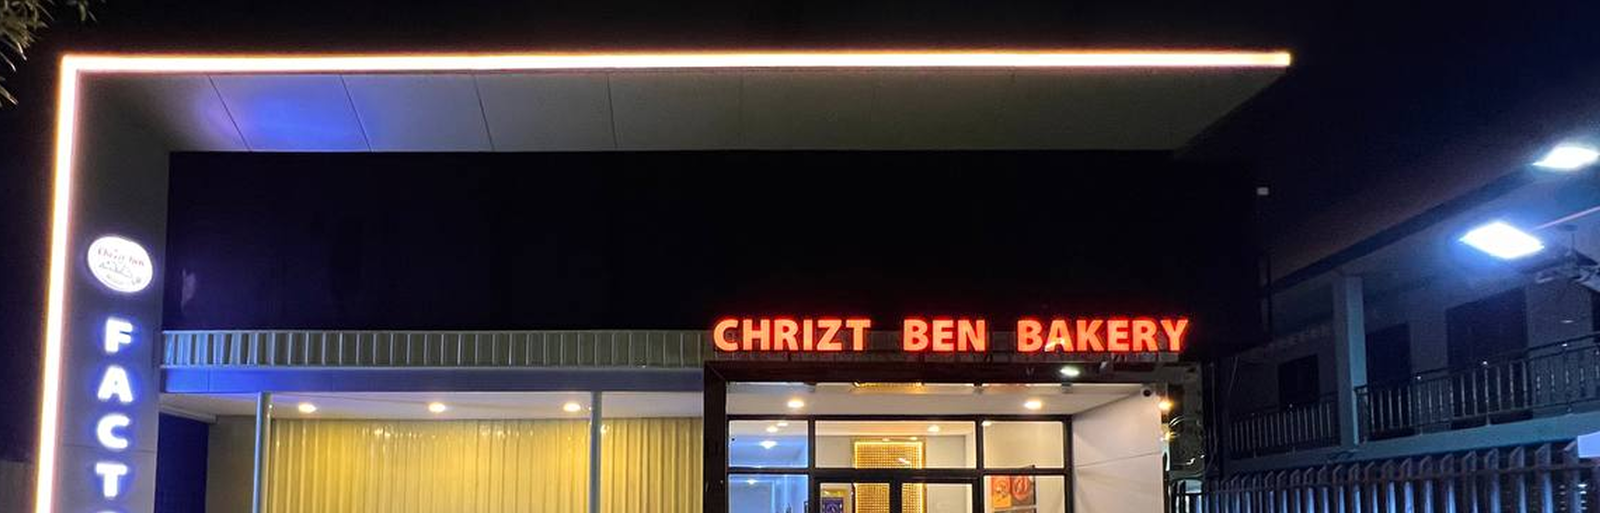 CHRIZT BEN BAKERY
FACT